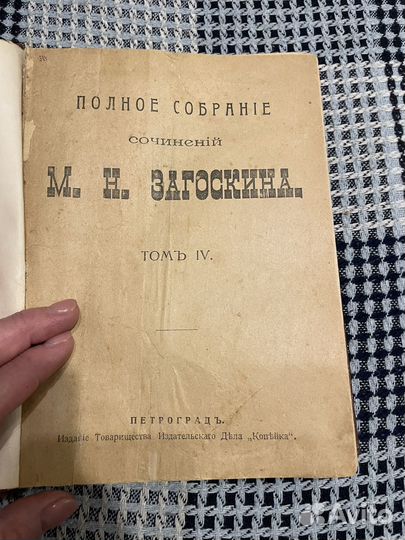 ПОЛНОЕ СОБРАНІЕ
СОЧИНЕНІЙ
М. Н. ЗАГОСКИНА.
ТОМЪ IV.
ПЕТРОГРАДЪ.
Изданіе Товарищества Издательскаго Дѣла „Копѣйка“.
Avito